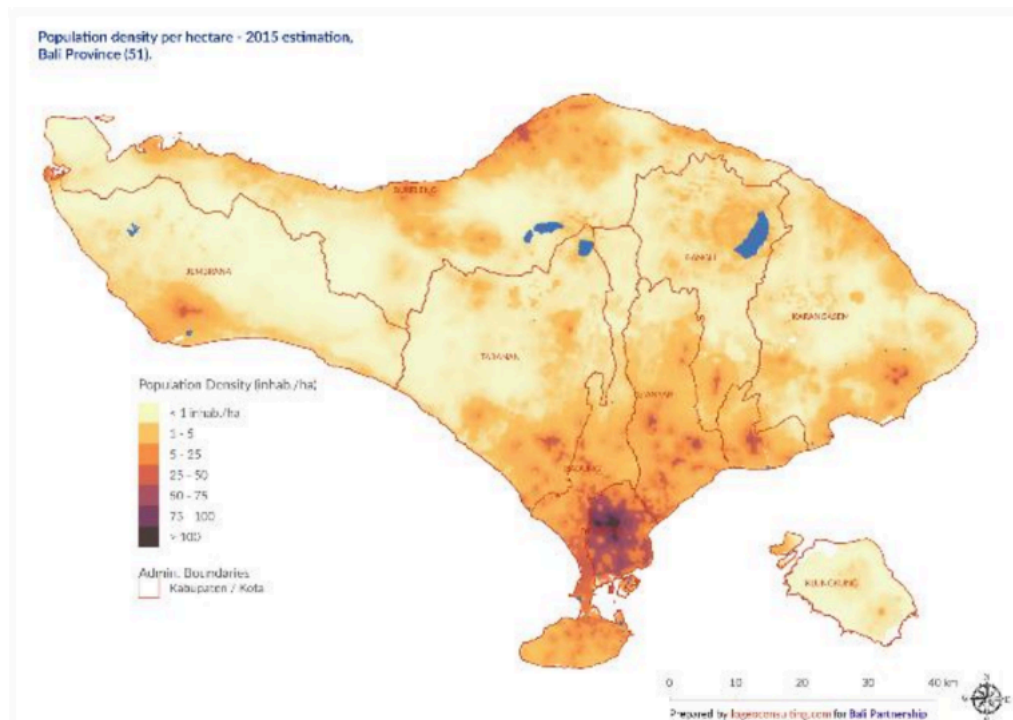 Population density per hectare - 2015 estimation,
Bali Province (51).
BULELENG
JEMBRANA
BANGLI
KARANGASEM
TABANAN
GIANYAR
BADUNG
KLUNGKUNG
Population Density (inhab./ha)
< 1 inhab./ha
1 - 5
5 - 25
25 - 50
50 - 75
75 - 100
> 100
Admin. Boundaries
Kabupaten / Kota
0 10 20 30 40 km
Prepared by for Bali Partnership